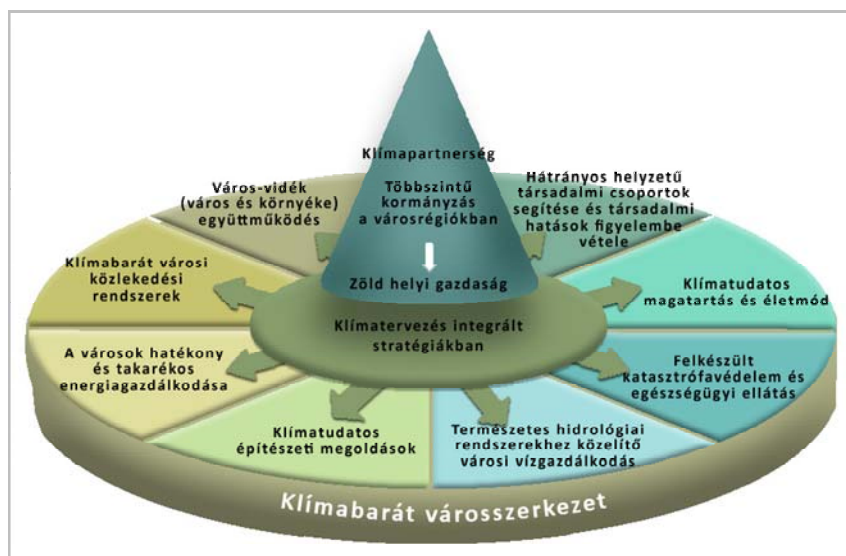 Klímapartnerség
Többszintű
kormányzás
a városrégiókban
Zöld helyi gazdaság
Klímatervezés integrált
stratégiákban
Város-vidék
(város és környéke)
együttműködés
Hátrányos helyzetű
társadalmi csoportok
segítése és társadalmi
hatások figyelembe
vétele
Klímabarát városi
közlekedési
rendszerek
Klímatudatos
magatartás és életmód
A városok hatékony
és takarékos
energiagazdálkodása
Felkészült
katasztrófavédelem és
egészségügyi ellátás
Klímatudatos
építészeti megoldások
Természetes hidrológiai
rendszerekhez közelítő
városi vízgazdálkodás
Klímabarát városszerkezet